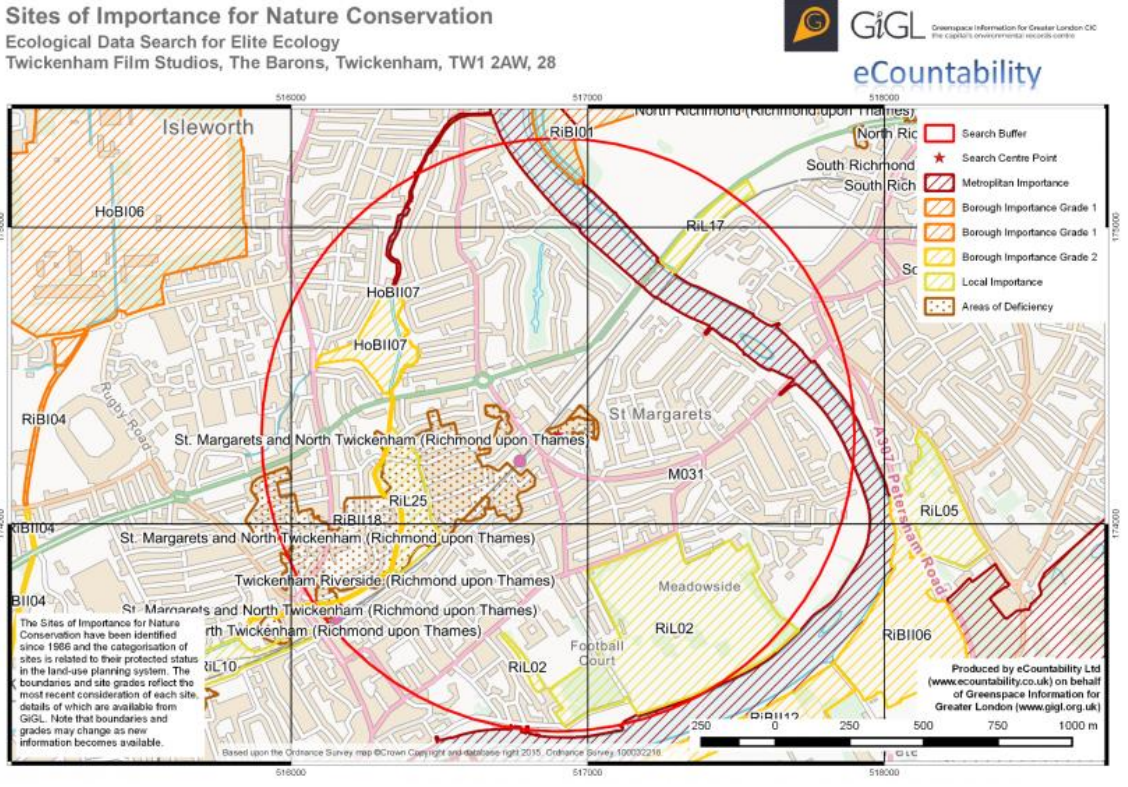 Sites of Importance for Nature Conservation
Ecological Data Search for Elite Ecology
Twickenham Film Studios, The Barons, Twickenham, TW1 2AW, 28
G
GiGL
Greenspace Information for Greater London CIC
the capital's environmental records centre
eCountability
516000
517000
518000
North Richmond (Richmond upon Thames)
Isleworth
RiBI01
North Ric
South Richmond
South Rich
HoBI06
RiL17
175000
Sc
Search Buffer
Search Centre Point
Metroplitan Importance
Borough Importance Grade 1
Borough Importance Grade 1
Borough Importance Grade 2
Local Importance
Areas of Deficiency
HoBII07
HoBII07
Rugby Road
RiBI04
St Margarets
St. Margarets and North Twickenham (Richmond upon Thames)
M031
A307 Petersham Road
RiL25
RiBII18
RiL05
RiBII04
174000
St. Margarets and North Twickenham (Richmond upon Thames)
Twickenham Riverside (Richmond upon Thames)
Meadowside
BII04
St. Margarets and North Twickenham (Richmond upon Thames)
rth Twickenham (Richmond upon Thames)
RiL02
RiBII06
Football
Court
RiL10
RiL02
RiBII12
The Sites of Importance for Nature
Conservation have been identified
since 1986 and the categorisation of
sites is related to their protected status
in the land-use planning system. The
boundaries and site grades reflect the
most recent consideration of each site,
details of which are available from
GiGL. Note that boundaries and
grades may change as new
information becomes available.
Produced by eCountability Ltd
(www.ecountability.co.uk) on behalf
of Greenspace Information for
Greater London (www.gigl.org.uk)
250 0 250 500 750 1000 m
Based upon the Ordnance Survey map ©Crown Copyright and database right 2015. Ordnance Survey 100032216
516000
517000
518000